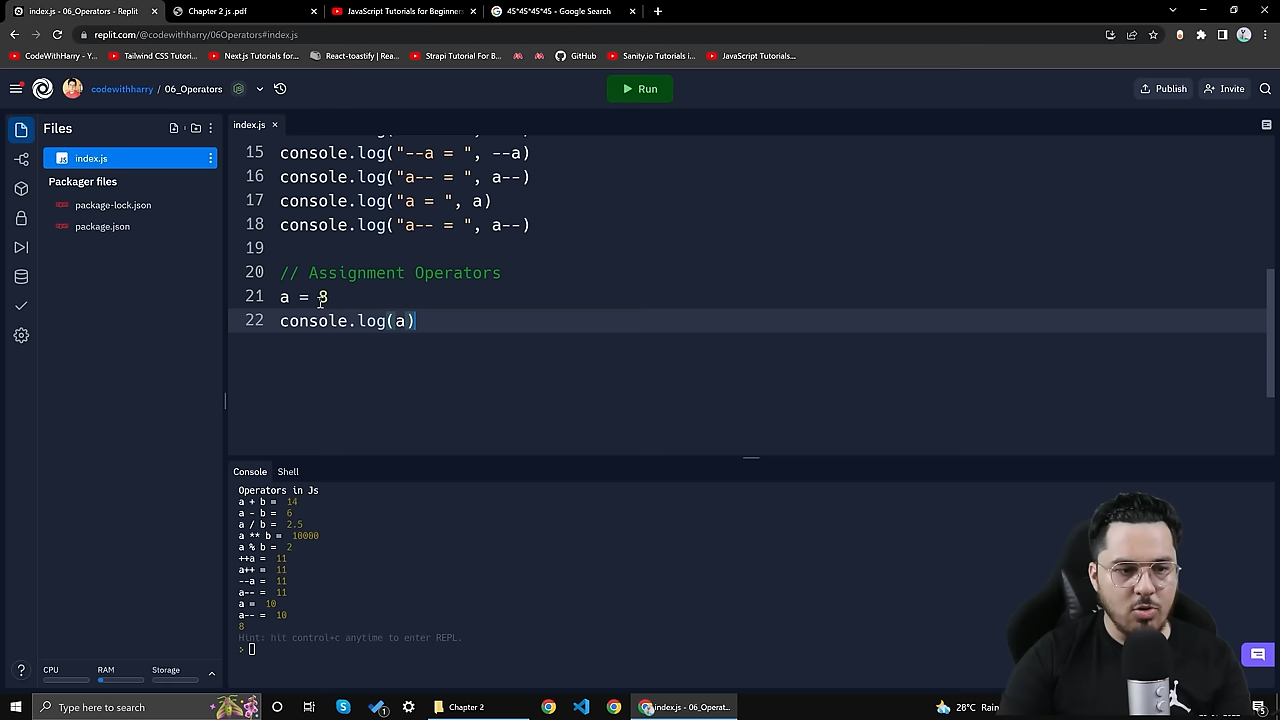 index.js - 06_Operators - Replit
Chapter 2 js .pdf
JavaScript Tutorials for Beginner
45*45*45*45 - Google Search
replit.com/@codewithharry/06Operators#index.js
CodeWithHarry - Y...
Tailwind CSS Tutori...
Next.js Tutorials for...
React-toastify | Rea...
Strapi Tutorial For B...
GitHub
Sanity.io Tutorials i...
JavaScript Tutorials...
codewithharry / 06_Operators
Run
Publish
Invite
Files
index.js
Packager files
package-lock.json
package.json
index.js
15 console.log("--a = ", --a)
16 console.log("a-- = ", a--)
17 console.log("a = ", a)
18 console.log("a-- = ", a--)
19
20 // Assignment Operators
21 a = 8
22 console.log(a)
Console
Shell
Operators in Js
a + b = 14
a - b = 6
a / b = 2.5
a ** b = 10000
a % b = 2
++a = 11
a++ = 11
--a = 11
a-- = 11
a = 10
a-- = 10
8
Hint: hit control+c anytime to enter REPL.
>
CPU
RAM
Storage
Type here to search
Chapter 2
index.js - 06_Operat...
28°C Rain